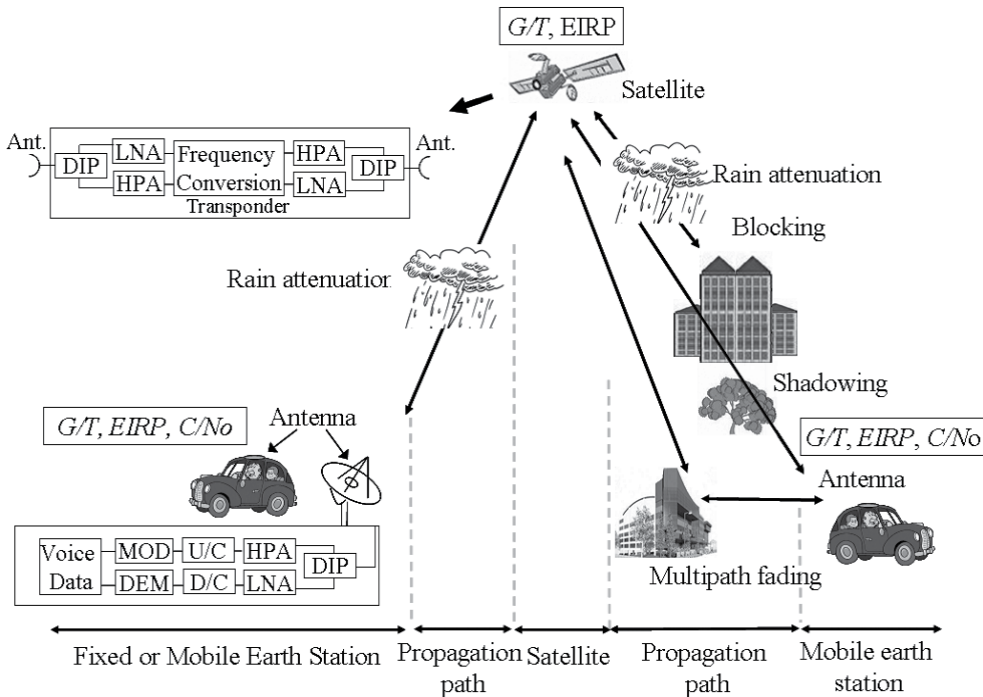 G/T, EIRP
Satellite
Ant.
Ant.
DIP
LNA
HPA
Frequency
Conversion
HPA
LNA
DIP
Transponder
Rain attenuation
Blocking
Rain attenuation
Shadowing
G/T, EIRP, C/No
Antenna
G/T, EIRP, C/No
Antenna
Voice
Data
MOD
U/C
HPA
DEM
D/C
LNA
DIP
Multipath fading
Fixed or Mobile Earth Station
Propagation
path
Satellite
Propagation
path
Mobile earth
station